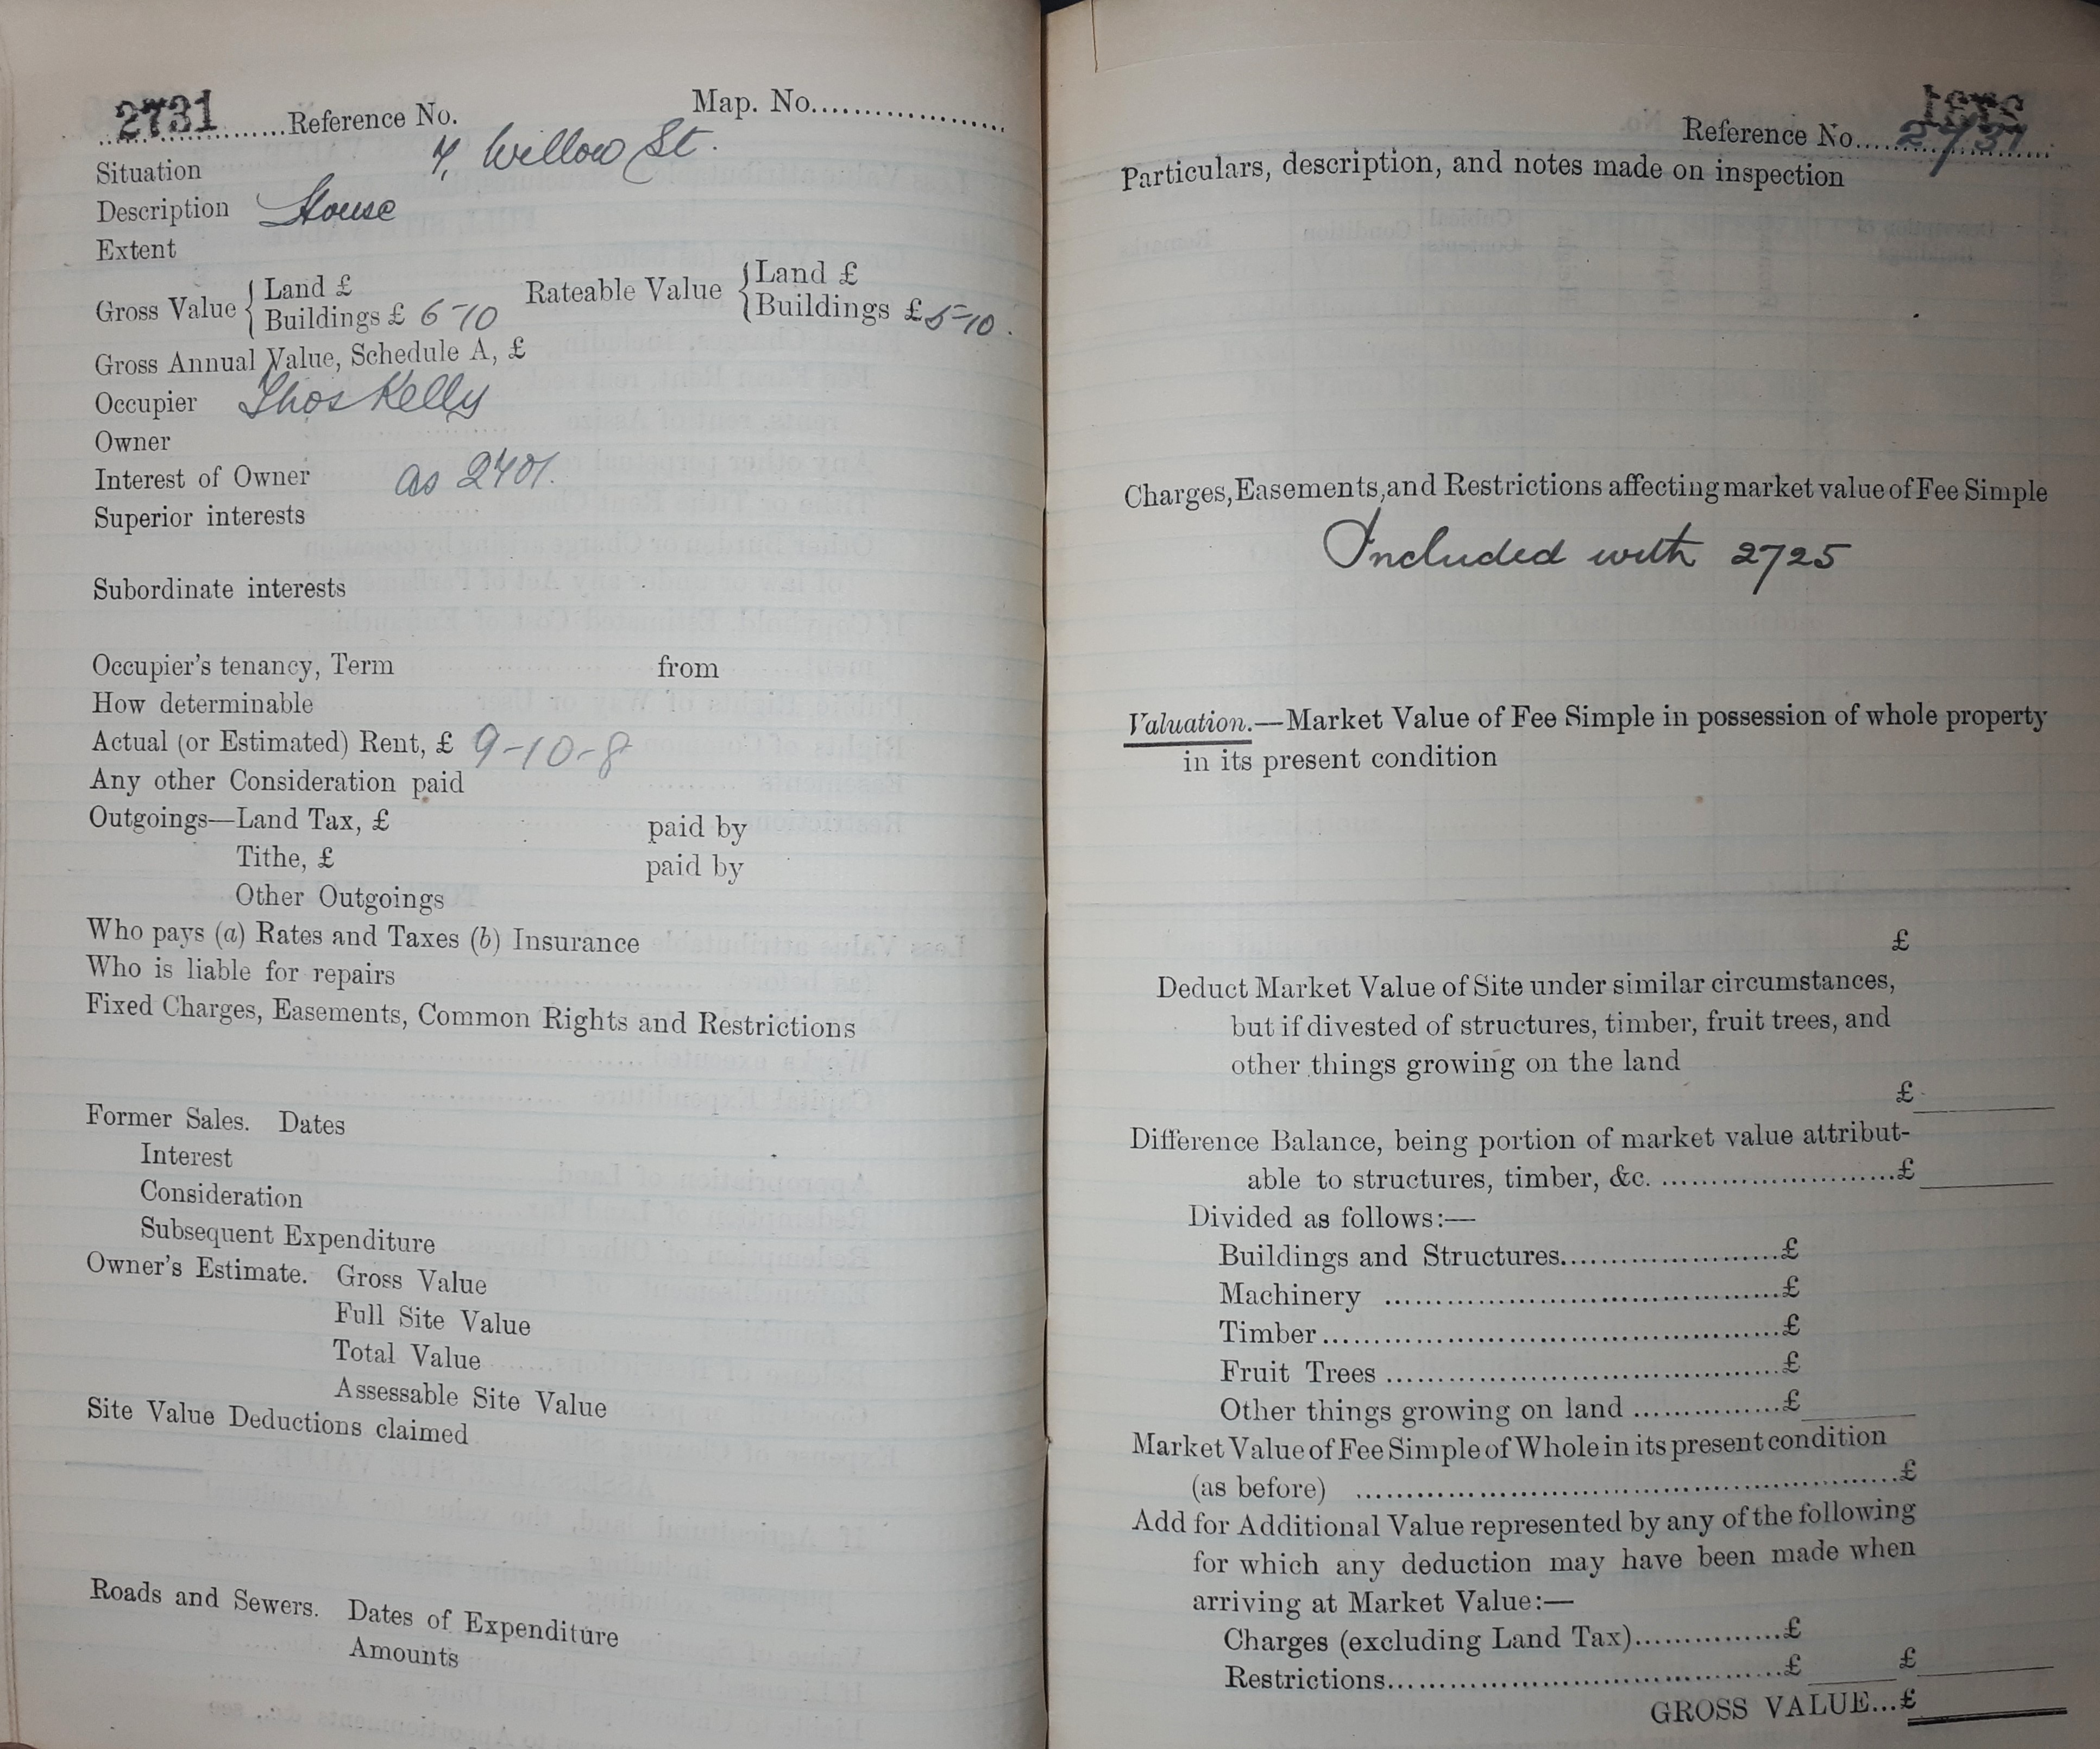 2731 Reference No. Map. No.
Situation 7, Willow St.
Description House
Extent
Gross Value { Land £
Buildings £ 6-10
Rateable Value { Land £
Buildings £ 5-10.
Gross Annual Value, Schedule A, £
Occupier Thos Kelly
Owner
Interest of Owner as 2701.
Superior interests
Subordinate interests
Occupier's tenancy, Term from
How determinable
Actual (or Estimated) Rent, £ 9-10-8
Any other Consideration paid
Outgoings—Land Tax, £ paid by
Tithe, £ paid by
Other Outgoings
Who pays (a) Rates and Taxes (b) Insurance
Who is liable for repairs
Fixed Charges, Easements, Common Rights and Restrictions
Former Sales. Dates
Interest
Consideration
Subsequent Expenditure
Owner's Estimate. Gross Value
Full Site Value
Total Value
Assessable Site Value
Site Value Deductions claimed
Roads and Sewers. Dates of Expenditure
Amounts
Reference No. 2731
Particulars, description, and notes made on inspection
Charges, Easements, and Restrictions affecting market value of Fee Simple
Included with 2725
Valuation.—Market Value of Fee Simple in possession of whole property
in its present condition
£
Deduct Market Value of Site under similar circumstances,
but if divested of structures, timber, fruit trees, and
other things growing on the land
£
Difference Balance, being portion of market value attribut-
able to structures, timber, &c. £
Divided as follows:—
Buildings and Structures £
Machinery £
Timber £
Fruit Trees £
Other things growing on land £
Market Value of Fee Simple of Whole in its present condition
(as before) £
Add for Additional Value represented by any of the following
for which any deduction may have been made when
arriving at Market Value:—
Charges (excluding Land Tax) £
Restrictions £ £
GROSS VALUE... £